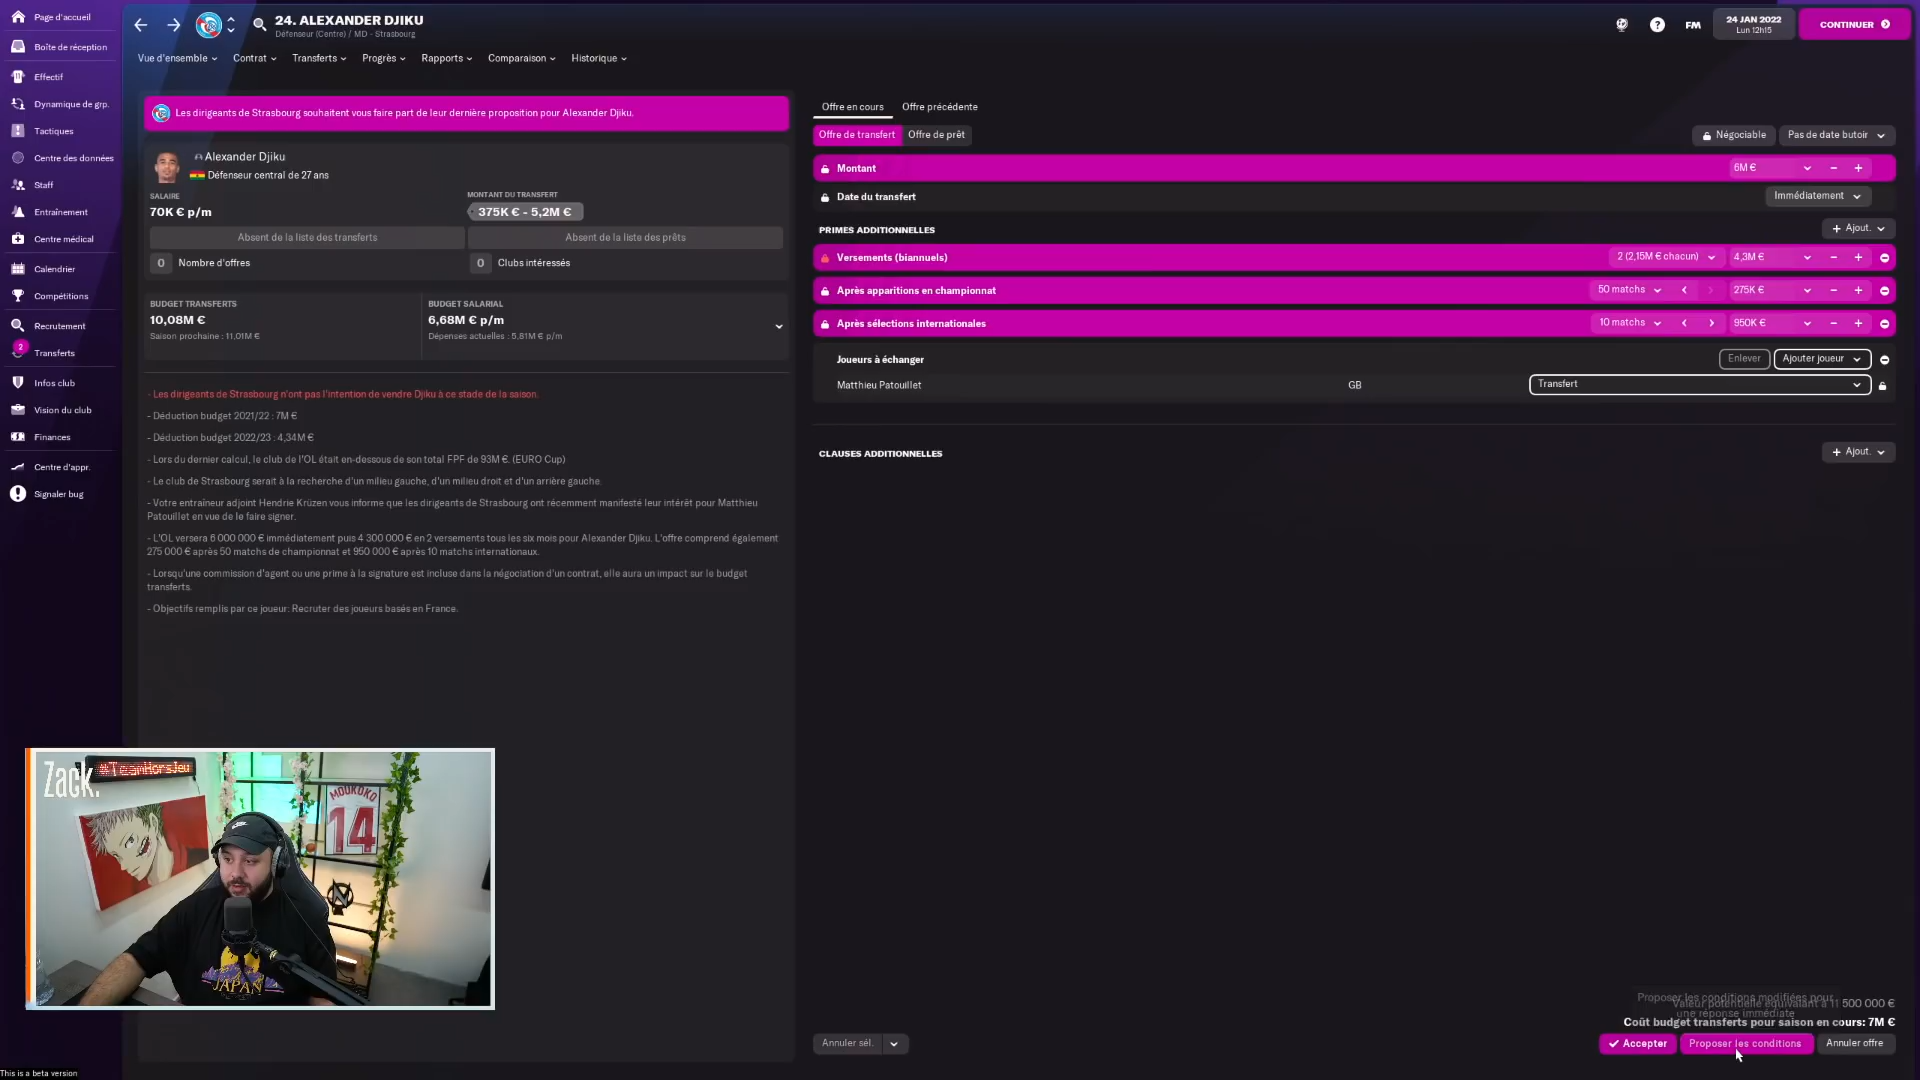 Page d'accueil
Boîte de réception
Effectif
Dynamique de grp.
Tactiques
Centre des données
Staff
Entraînement
Centre médical
Calendrier
Compétitions
Recrutement
2
Transferts
Infos club
Vision du club
Finances
Centre d'appr.
Signaler bug
24. ALEXANDER DJIKU
Défenseur (Centre) / MD - Strasbourg
FM
24 JAN 2022
Lun 12h15
CONTINUER
Vue d'ensemble
Contrat
Transferts
Progrès
Rapports
Comparaison
Historique
Les dirigeants de Strasbourg souhaitent vous faire part de leur dernière proposition pour Alexander Djiku.
Alexander Djiku
Défenseur central de 27 ans
SALAIRE
70K € p/m
MONTANT DU TRANSFERT
375K € - 5,2M €
Absent de la liste des transferts
Absent de la liste des prêts
0 Nombre d'offres
0 Clubs intéressés
BUDGET TRANSFERTS
10,08M €
Saison prochaine : 11,01M €
BUDGET SALARIAL
6,68M € p/m
Dépenses actuelles : 5,81M € p/m
- Les dirigeants de Strasbourg n'ont pas l'intention de vendre Djiku à ce stade de la saison.
- Déduction budget 2021/22 : 7M €
- Déduction budget 2022/23 : 4,34M €
- Lors du dernier calcul, le club de l'OL était en-dessous de son total FPF de 93M €. (EURO Cup)
- Le club de Strasbourg serait à la recherche d'un milieu gauche, d'un milieu droit et d'un arrière gauche.
- Votre entraîneur adjoint Hendrie Krüzen vous informe que les dirigeants de Strasbourg ont récemment manifesté leur intérêt pour Matthieu
Patouillet en vue de le faire signer.
- L'OL versera 6 000 000 € immédiatement puis 4 300 000 € en 2 versements tous les six mois pour Alexander Djiku. L'offre comprend également
275 000 € après 50 matchs de championnat et 950 000 € après 10 matchs internationaux.
- Lorsqu'une commission d'agent ou une prime à la signature est incluse dans la négociation d'un contrat, elle aura un impact sur le budget
transferts.
- Objectifs remplis par ce joueur: Recruter des joueurs basés en France.
Offre en cours
Offre précédente
Offre de transfert
Offre de prêt
Négociable
Pas de date butoir
Montant
6M €
Date du transfert
Immédiatement
PRIMES ADDITIONNELLES
+ Ajout.
Versements (biannuels)
2 (2,15M € chacun)
4,3M €
Après apparitions en championnat
50 matchs
275K €
Après sélections internationales
10 matchs
950K €
Joueurs à échanger
Enlever
Ajouter joueur
Matthieu Patouillet
GB
Transfert
CLAUSES ADDITIONNELLES
+ Ajout.
Zack.
#TeamHorsJeu
MOUKOKO
14
JAPAN
Proposer les conditions modifiées pour
une réponse immédiate
Valeur potentielle équivalant à 11 500 000 €
Coût budget transferts pour saison en cours: 7M €
Annuler sél.
Accepter
Proposer les conditions
Annuler offre
This is a beta version